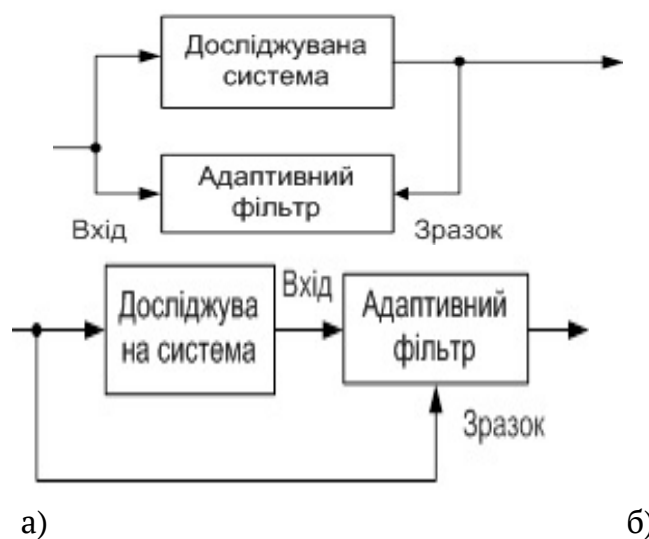 Досліджувана
система
Адаптивний
фільтр
Вхід
Зразок
Досліджува
на система
Вхід
Адаптивний
фільтр
Зразок
а) б)